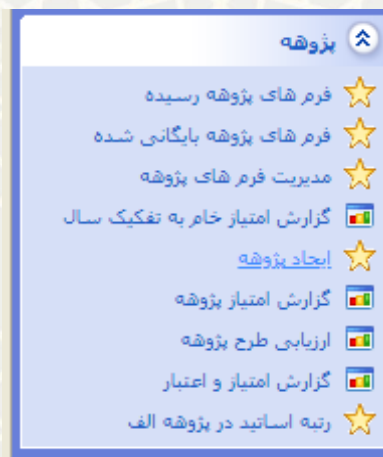 پژوهه
فرم های پژوهه رسیده
فرم های پژوهه بایگانی شده
مدیریت فرم های پژوهه
گزارش امتیاز خام به تفکیک سال
ایجاد پژوهه
گزارش امتیاز پژوهه
ارزیابی طرح پژوهه
گزارش امتیاز و اعتبار
رتبه اساتید در پژوهه الف